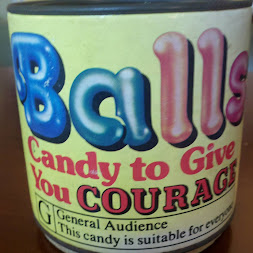 Balls
Candy to Give
You COURAGE
G General Audience
This candy is suitable for everyone